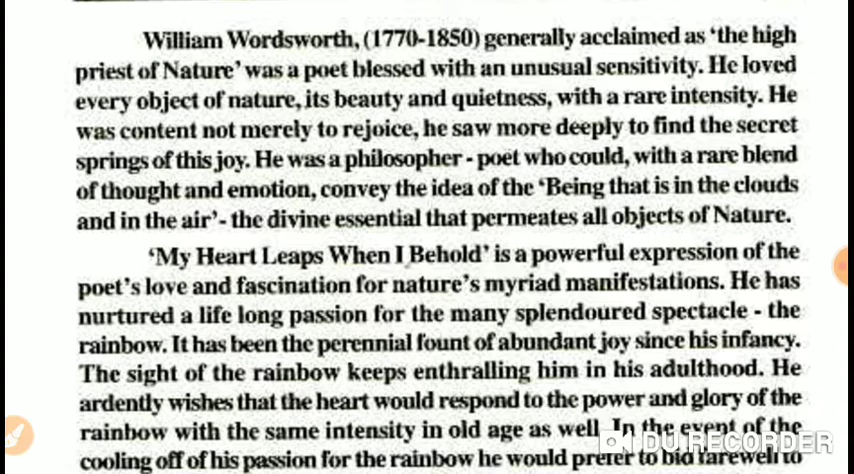 William Wordsworth, (1770-1850) generally acclaimed as 'the high
priest of Nature' was a poet blessed with an unusual sensitivity. He loved
every object of nature, its beauty and quietness, with a rare intensity. He
was content not merely to rejoice, he saw more deeply to find the secret
springs of this joy. He was a philosopher - poet who could, with a rare blend
of thought and emotion, convey the idea of the 'Being that is in the clouds
and in the air'- the divine essential that permeates all objects of Nature.
'My Heart Leaps When I Behold' is a powerful expression of the
poet's love and fascination for nature's myriad manifestations. He has
nurtured a life long passion for the many splendoured spectacle - the
rainbow. It has been the perennial fount of abundant joy since his infancy.
The sight of the rainbow keeps enthralling him in his adulthood. He
ardently wishes that the heart would respond to the power and glory of the
rainbow with the same intensity in old age as well. In the event of the
cooling off of his passion for the rainbow he would prefer to bid farewell to
DU RECORDER